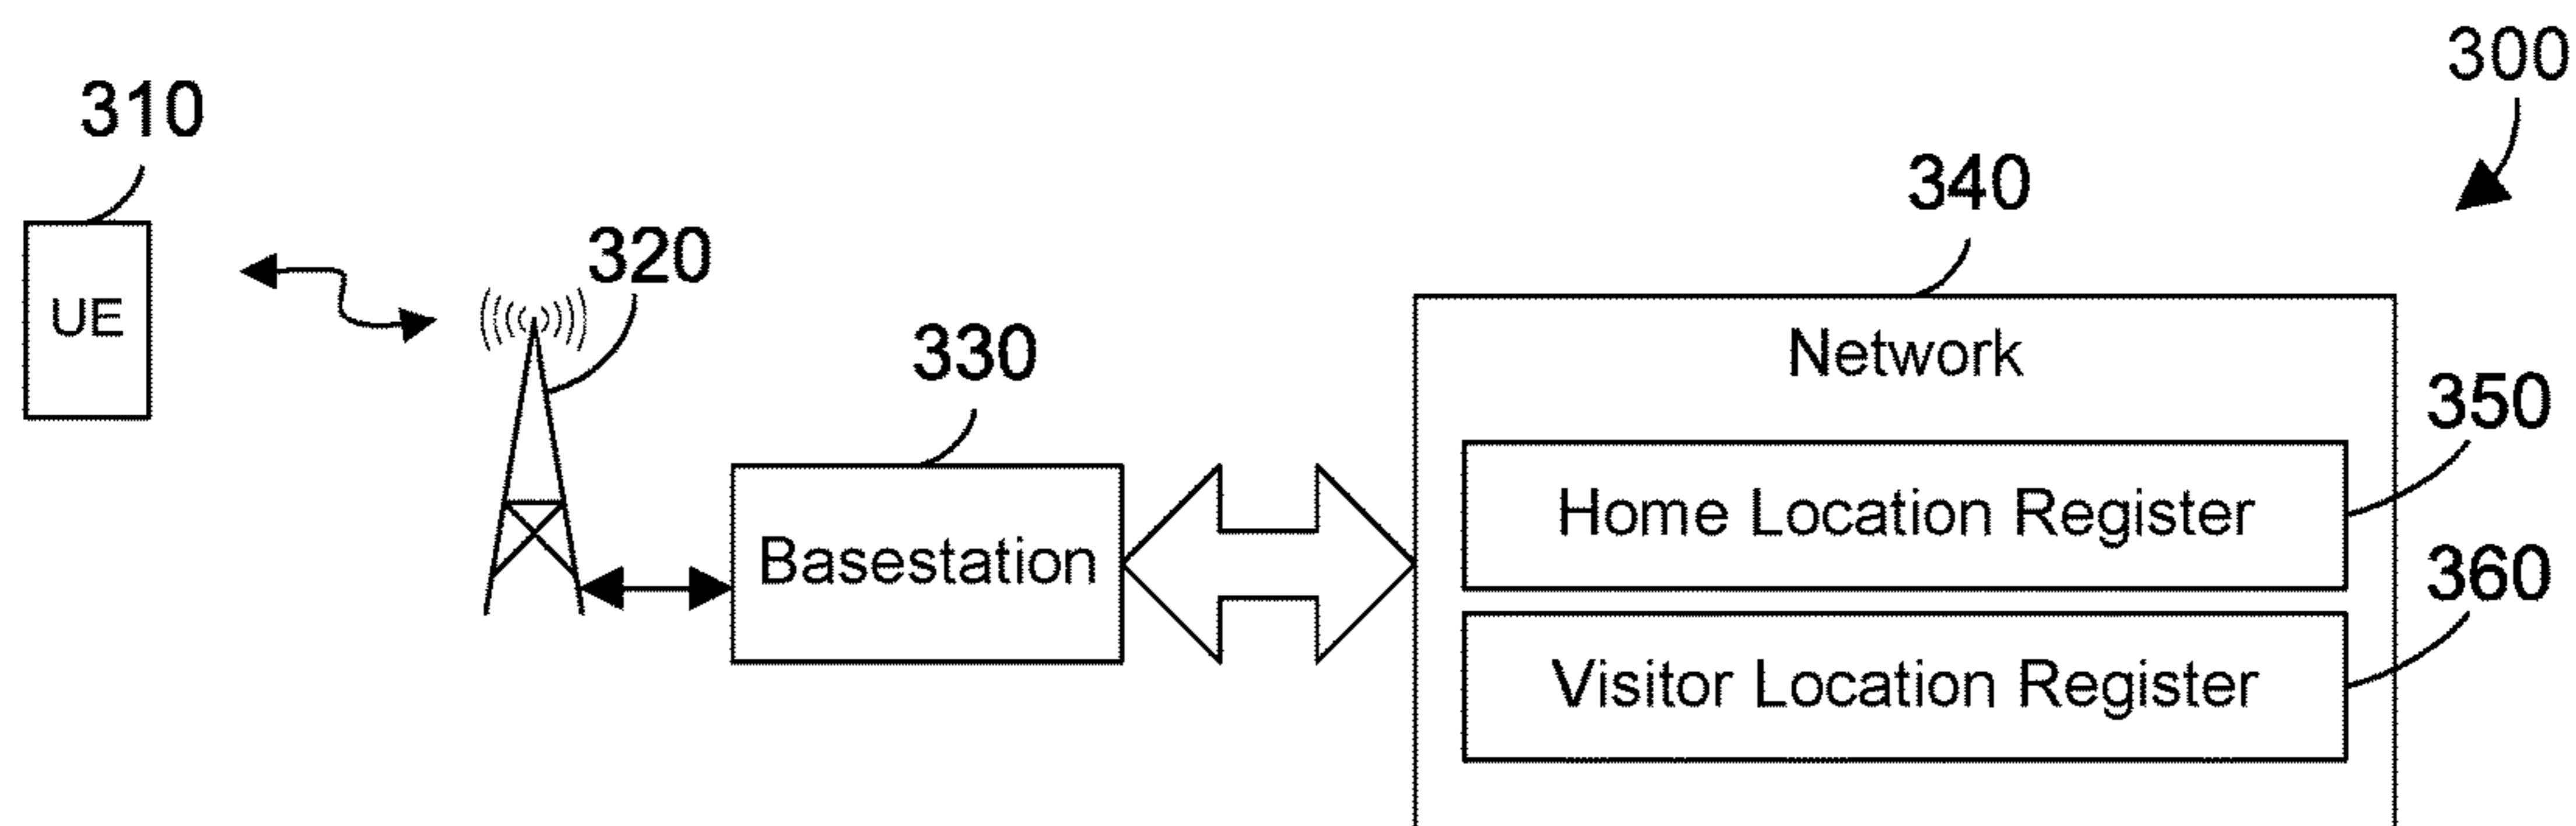 300
310
340
320
UE
330
Network
350
Home Location Register
Basestation
360
Visitor Location Register